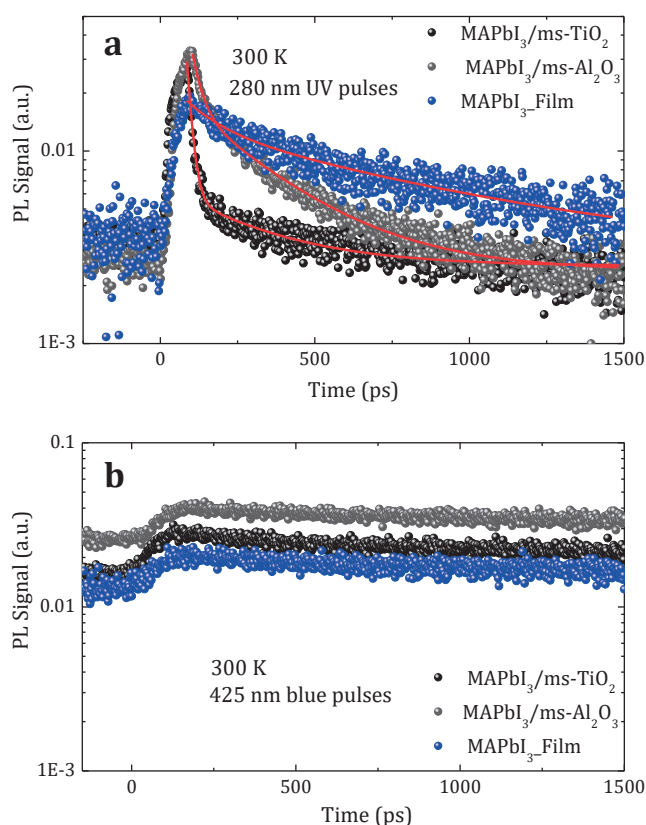 a
300 K
280 nm UV pulses
MAPbI₃/ms-TiO₂
MAPbI₃/ms-Al₂O₃
MAPbI₃_Film
PL Signal (a.u.)
0.01
1E-3
0 500 1000 1500
Time (ps)
b
0.1
PL Signal (a.u.)
0.01
1E-3
300 K
425 nm blue pulses
MAPbI₃/ms-TiO₂
MAPbI₃/ms-Al₂O₃
MAPbI₃_Film
0 500 1000 1500
Time (ps)